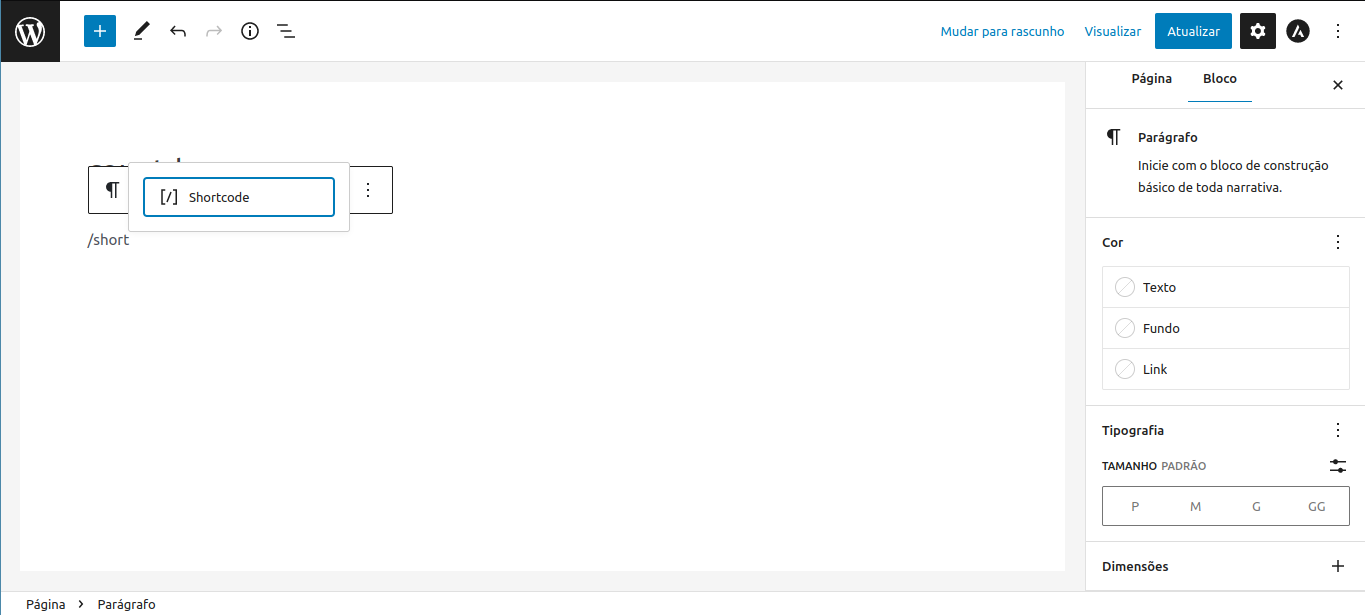 Mudar para rascunho Visualizar Atualizar
Página Bloco
Parágrafo
Inicie com o bloco de construção
básico de toda narrativa.
[/] Shortcode
/short
Cor
Texto
Fundo
Link
Tipografia
TAMANHO PADRÃO
P M G GG
Dimensões
Página > Parágrafo